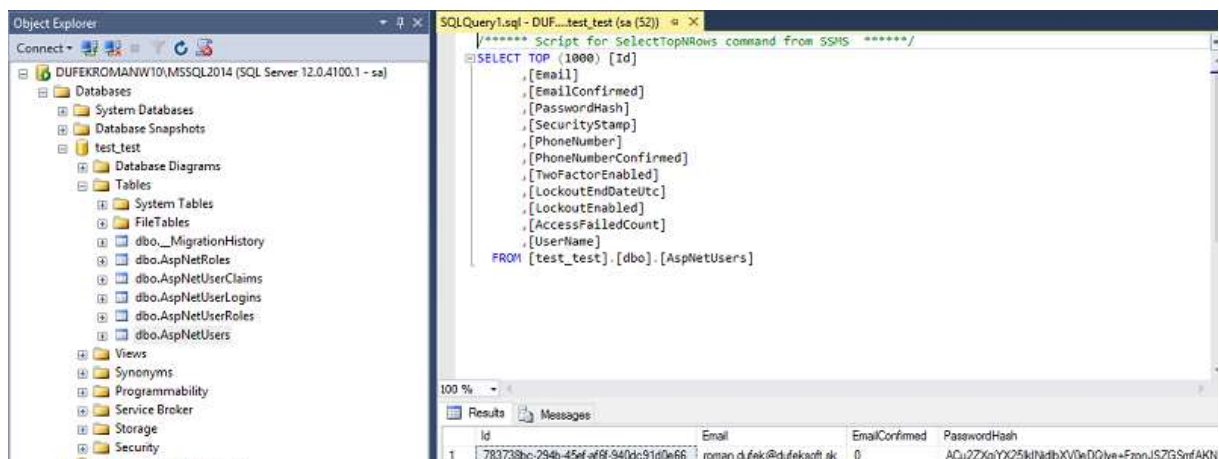 Object Explorer
Connect
DUFEKROMANW10\MSSQL2014 (SQL Server 12.0.4100.1 - sa)
Databases
System Databases
Database Snapshots
test_test
Database Diagrams
Tables
System Tables
FileTables
dbo.__MigrationHistory
dbo.AspNetRoles
dbo.AspNetUserClaims
dbo.AspNetUserLogins
dbo.AspNetUserRoles
dbo.AspNetUsers
Views
Synonyms
Programmability
Service Broker
Storage
Security
SQLQuery1.sql - DUF....test_test (sa (52))
/****** Script for SelectTopNRows command from SSMS ******/
SELECT TOP (1000) [Id]
,[Email]
,[EmailConfirmed]
,[PasswordHash]
,[SecurityStamp]
,[PhoneNumber]
,[PhoneNumberConfirmed]
,[TwoFactorEnabled]
,[LockoutEndDateUtc]
,[LockoutEnabled]
,[AccessFailedCount]
,[UserName]
FROM [test_test].[dbo].[AspNetUsers]
100 %
Results Messages
Id Email EmailConfirmed PasswordHash
1 roman.dufek@dufeksoft.sk 0